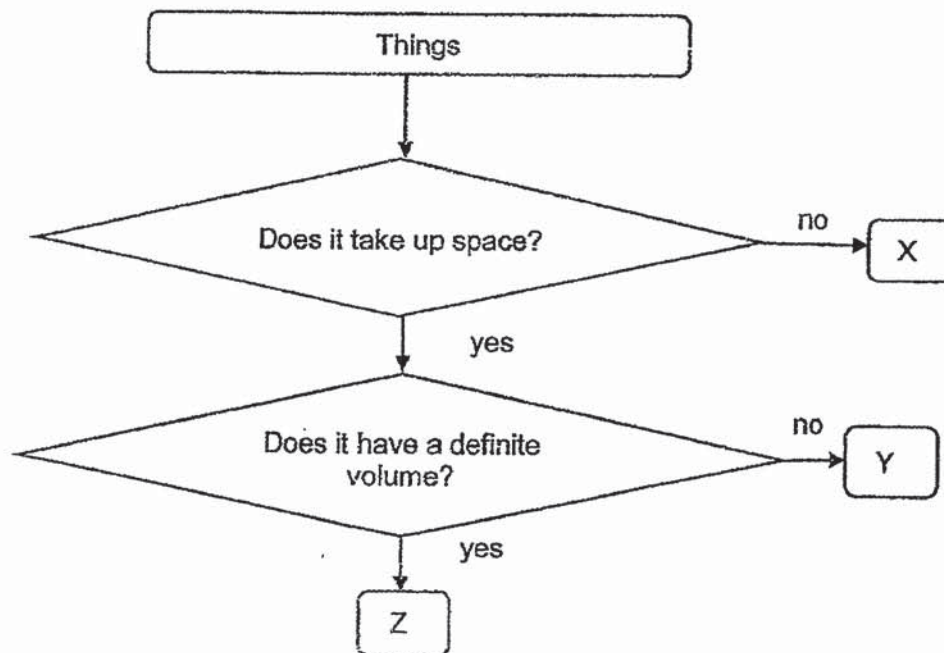 Things
Does it take up space?
no
X
yes
Does it have a definite
volume?
no
Y
yes
Z